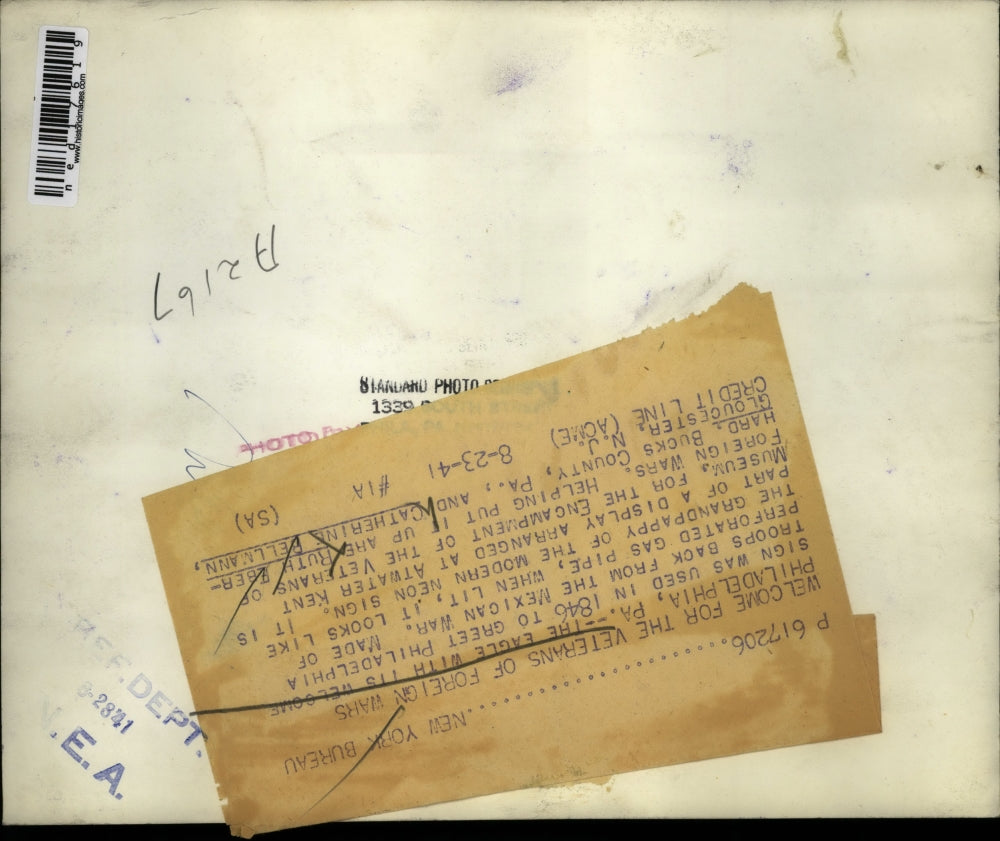 ned17619
www.historicimages.com
A2167
STANDARD PHOTO
1339
PHOTO
P 617206..................NEW YORK BUREAU
WELCOME FOR THE VETERANS OF FOREIGN WARS
PHILADELPHIA, PA. -- THE EAGLE WITH ITS WELCOME
SIGN WAS USED, IN 1846 TO GREET PHILADELPHIA
TROOPS BACK FROM THE MEXICAN WAR. MADE OF
PERFORATED GAS PIPE, WHEN LIT, IT LOOKS LIKE
THE GRANDPAPPY OF THE MODERN NEON SIGN. IT IS
PART OF A DISPLAY ARRANGED AT ATWATER KENT
MUSEUM, FOR THE ENCAMPMENT OF THE VETERANS OF
FOREIGN WARS. HELPING PUT IT UP ARE RUTH EBER-
HARD, BUCKS COUNTY, PA., AND CATHERINE
GLOUCESTER, N.J.
CREDIT LINE (ACME) 8-23-41 #1A (SA)
REF. DEPT.
8-28-41
N.E.A.